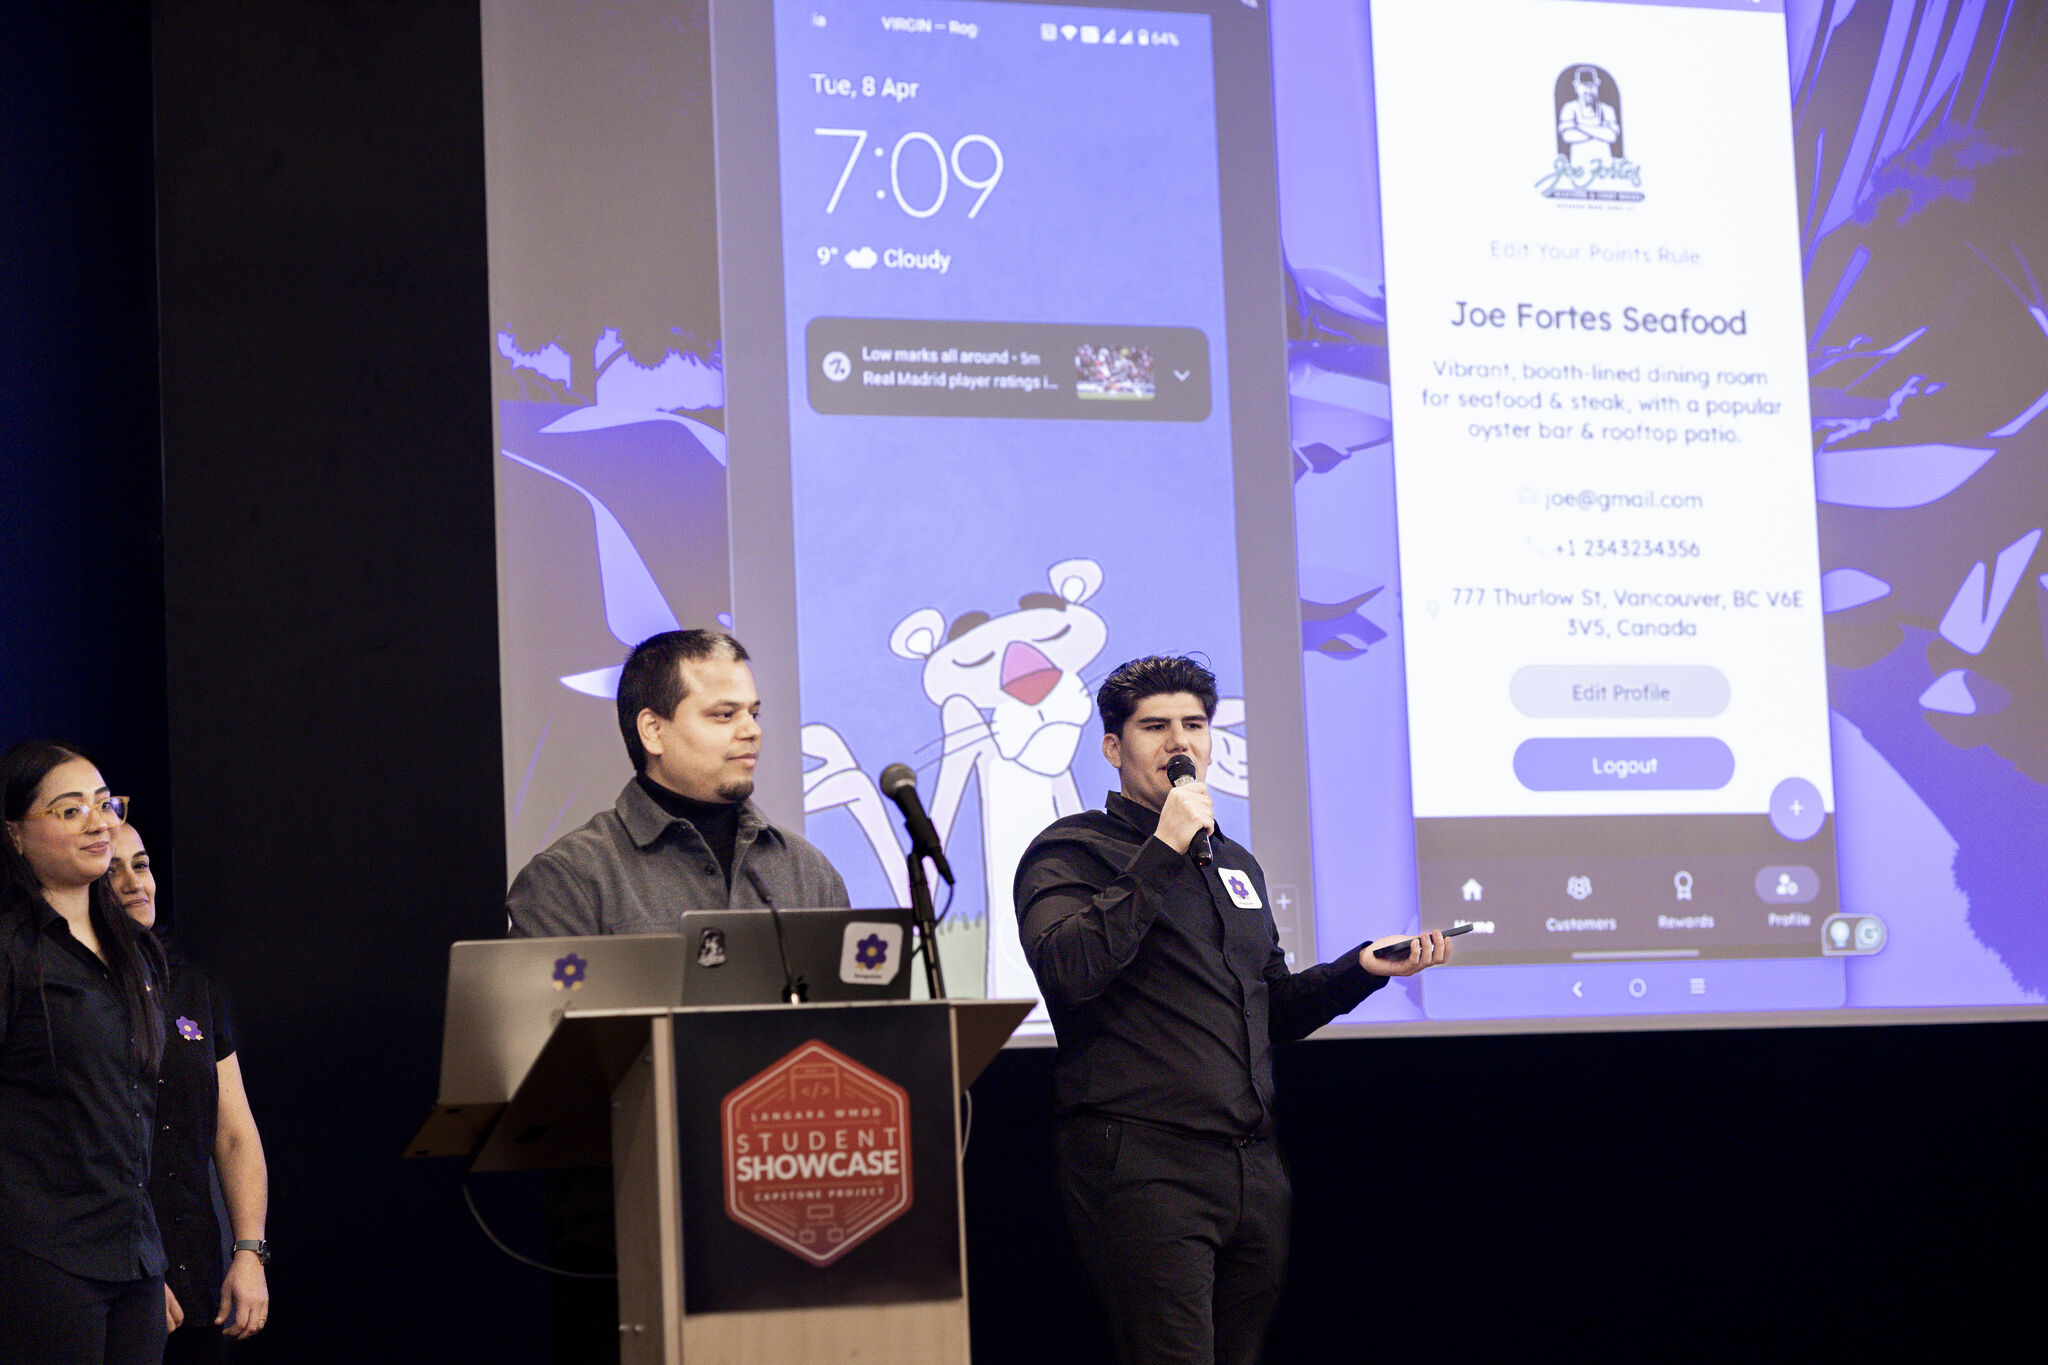 VIRGIN — Rog
64%
Tue, 8 Apr
7:09
9° Cloudy
Low marks all around • 5m
Real Madrid player ratings i...
Joe Fortes
Edit Your Points Rule
Joe Fortes Seafood
Vibrant, booth-lined dining room
for seafood & steak, with a popular
oyster bar & rooftop patio.
joe@gmail.com
+1 2343234356
777 Thurlow St, Vancouver, BC V6E
3V5, Canada
Edit Profile
Logout
+
Customers
Rewards
Profile
G
</>
LANGARA WMDD
STUDENT
SHOWCASE
CAPSTONE PROJECT